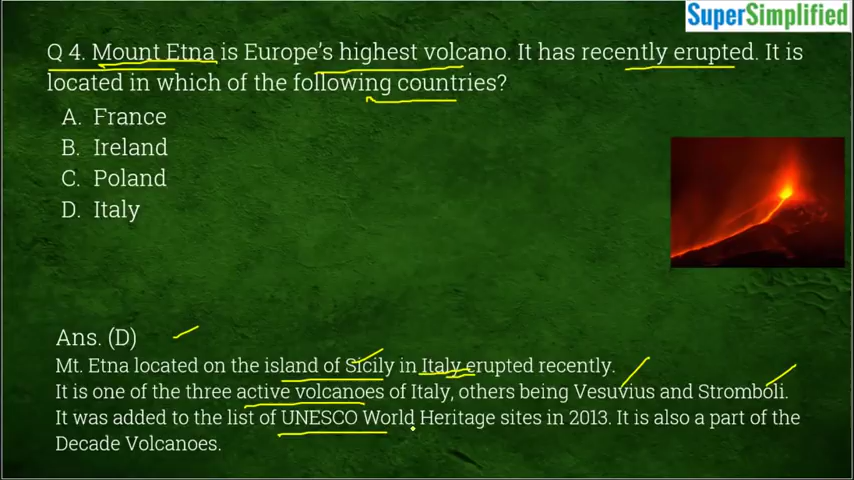 SuperSimplified
Q 4. Mount Etna is Europe's highest volcano. It has recently erupted. It is
located in which of the following countries?
A. France
B. Ireland
C. Poland
D. Italy
Ans. (D)
Mt. Etna located on the island of Sicily in Italy erupted recently.
It is one of the three active volcanoes of Italy, others being Vesuvius and Stromboli.
It was added to the list of UNESCO World Heritage sites in 2013. It is also a part of the
Decade Volcanoes.